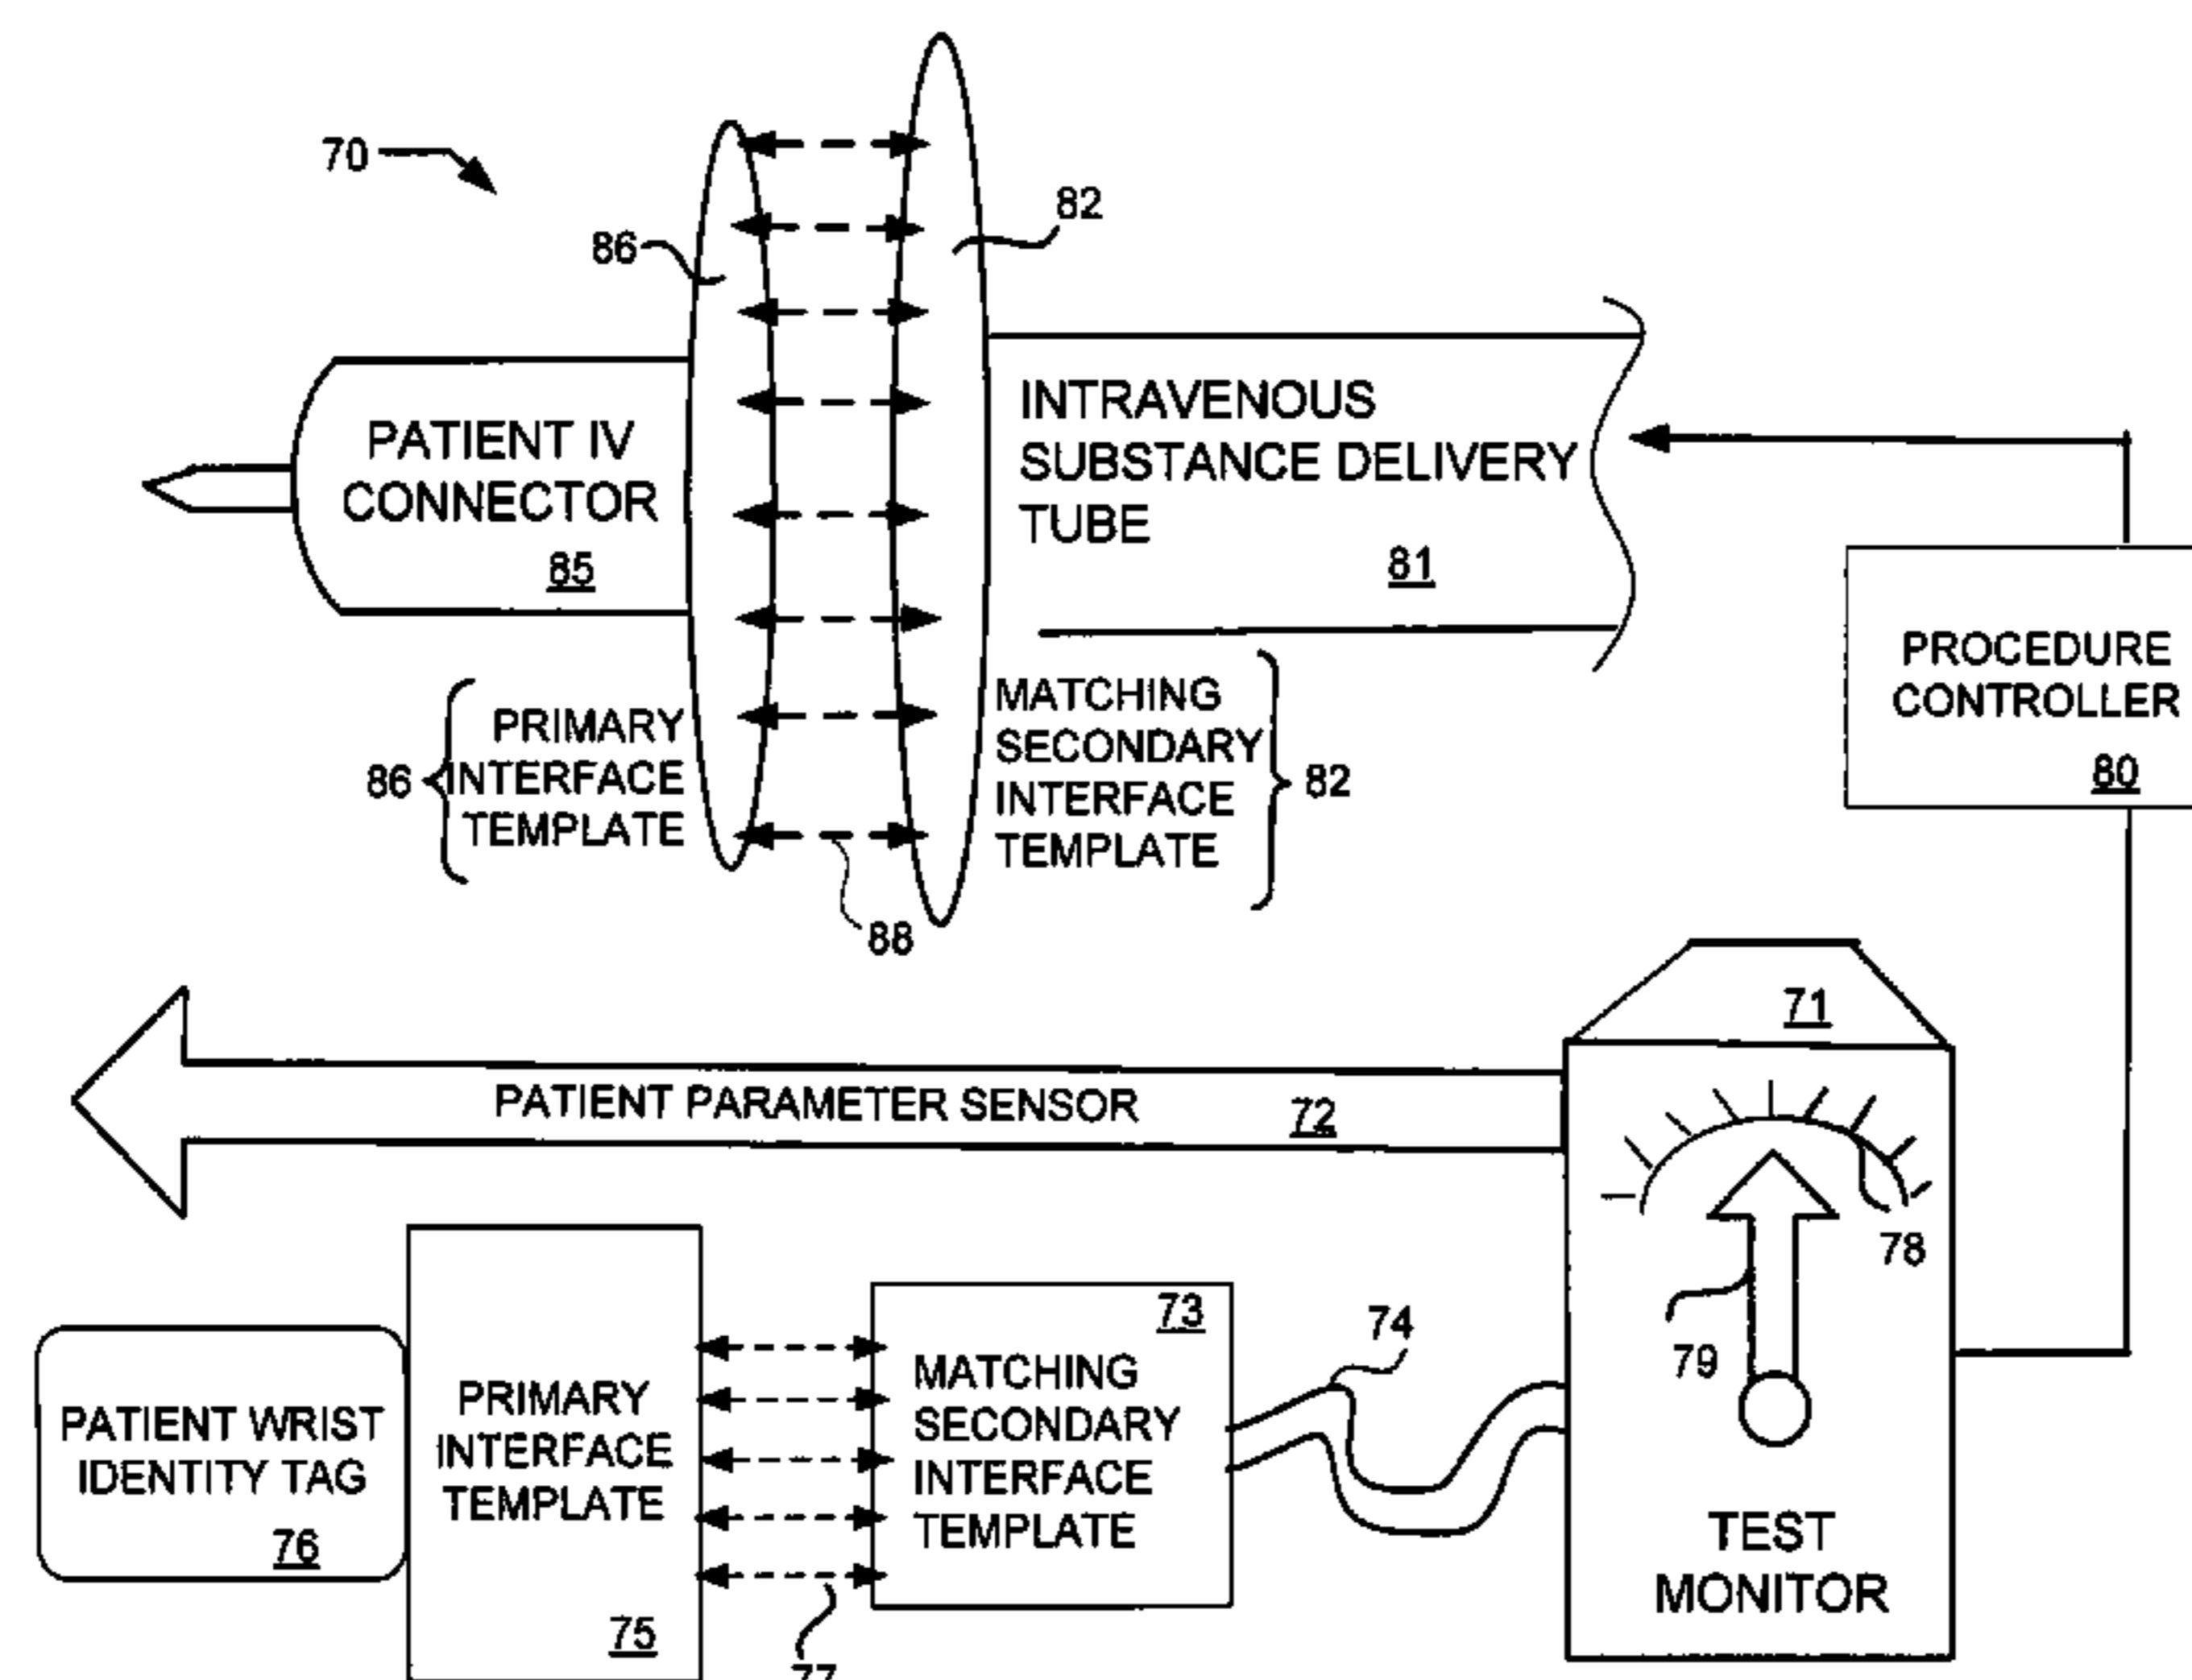 70
86
82
PATIENT IV
CONNECTOR
85
INTRAVENOUS
SUBSTANCE DELIVERY
TUBE
81
PROCEDURE
CONTROLLER
80
86
PRIMARY
INTERFACE
TEMPLATE
MATCHING
SECONDARY
INTERFACE
TEMPLATE
82
88
71
PATIENT PARAMETER SENSOR
72
78
79
TEST
MONITOR
PATIENT WRIST
IDENTITY TAG
76
PRIMARY
INTERFACE
TEMPLATE
75
73
MATCHING
SECONDARY
INTERFACE
TEMPLATE
74
77